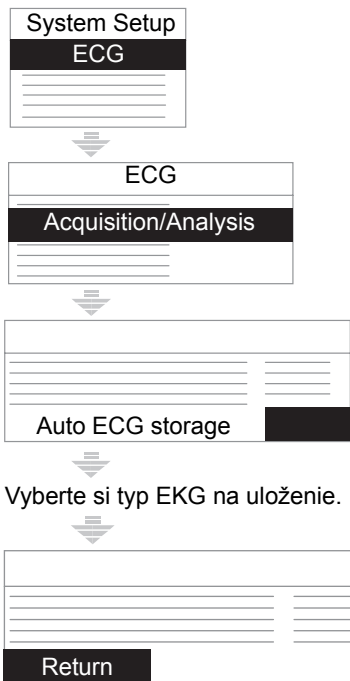 System Setup
ECG
ECG
Acquisition/Analysis
Auto ECG storage
Vyberte si typ EKG na uloženie.
Return